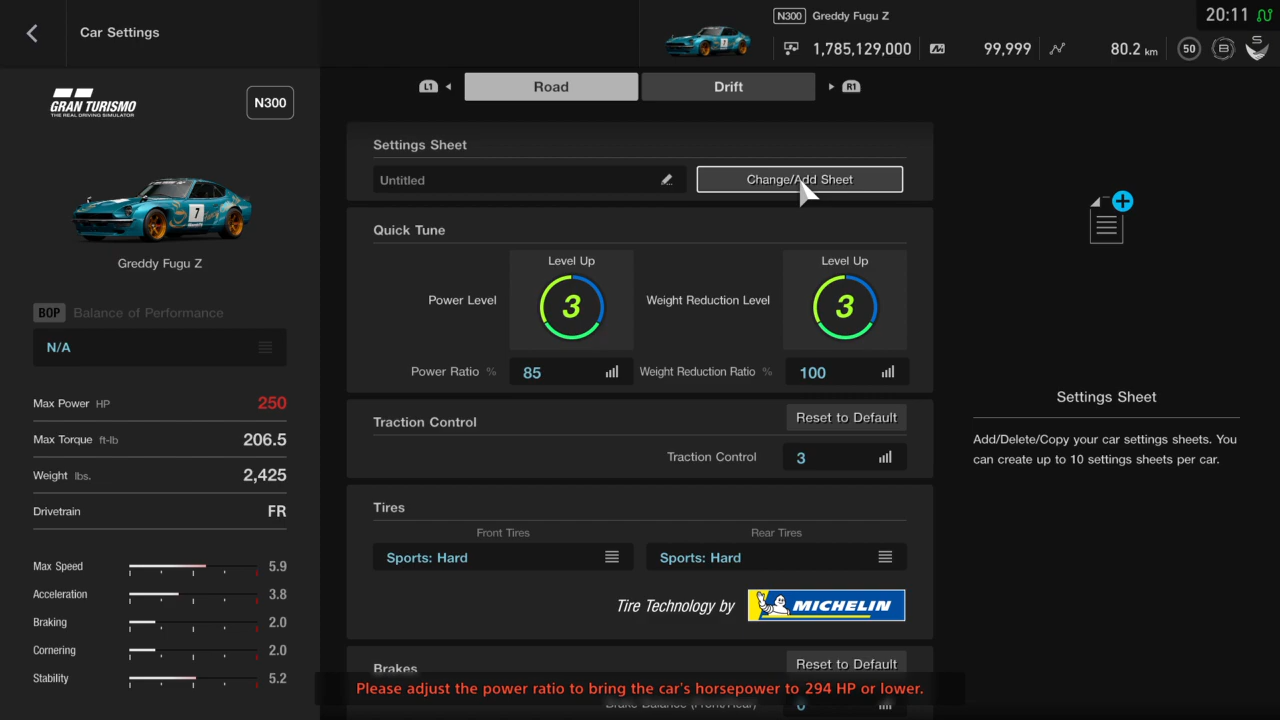 Car Settings
N300 Greddy Fugu Z
1,785,129,000
99,999
80.2 km
50
B
S
20:11
L1
Road
Drift
R1
GRAN TURISMO
THE REAL DRIVING SIMULATOR
N300
7
Greddy Fugu Z
BOP Balance of Performance
N/A
Max Power HP 250
Max Torque ft-lb 206.5
Weight lbs. 2,425
Drivetrain FR
Max Speed 5.9
Acceleration 3.8
Braking 2.0
Cornering 2.0
Stability 5.2
Settings Sheet
Untitled
Change/Add Sheet
Quick Tune
Level Up
Level Up
Power Level 3
Weight Reduction Level 3
Power Ratio % 85
Weight Reduction Ratio % 100
Traction Control
Reset to Default
Traction Control 3
Tires
Front Tires
Rear Tires
Sports: Hard
Sports: Hard
Tire Technology by MICHELIN
Brakes
Reset to Default
Brake Balance (Front/Rear) 0
Please adjust the power ratio to bring the car's horsepower to 294 HP or lower.
Settings Sheet
Add/Delete/Copy your car settings sheets. You
can create up to 10 settings sheets per car.